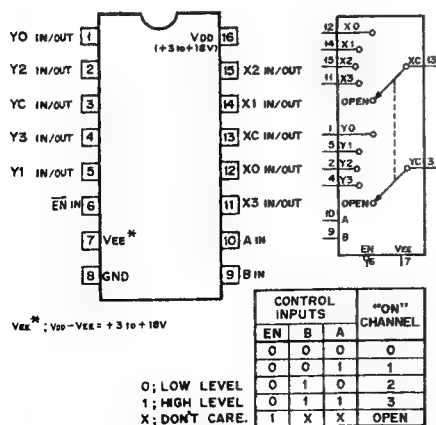 Y0 IN/OUT 1
Y2 IN/OUT 2
YC IN/OUT 3
Y3 IN/OUT 4
Y1 IN/OUT 5
EN IN 6
7 VEE*
8 GND
VDD 16
(+3 to +18V)
15 X2 IN/OUT
14 X1 IN/OUT
13 XC IN/OUT
12 X0 IN/OUT
11 X3 IN/OUT
10 A IN
9 B IN
12 X0
14 X1
15 X2
11 X3
OPEN
XC 13
1 Y0
5 Y1
2 Y2
4 Y3
OPEN
YC 3
10 A
9 B
EN VEE
6 7
VEE* ; VDD-VEE = +3 to +18V
CONTROL INPUTS "ON" CHANNEL
EN B A
0 0 0 0
0 0 1 1
0 1 0 2
0 1 1 3
1 X X OPEN
0; LOW LEVEL
1; HIGH LEVEL
X; DON'T CARE.